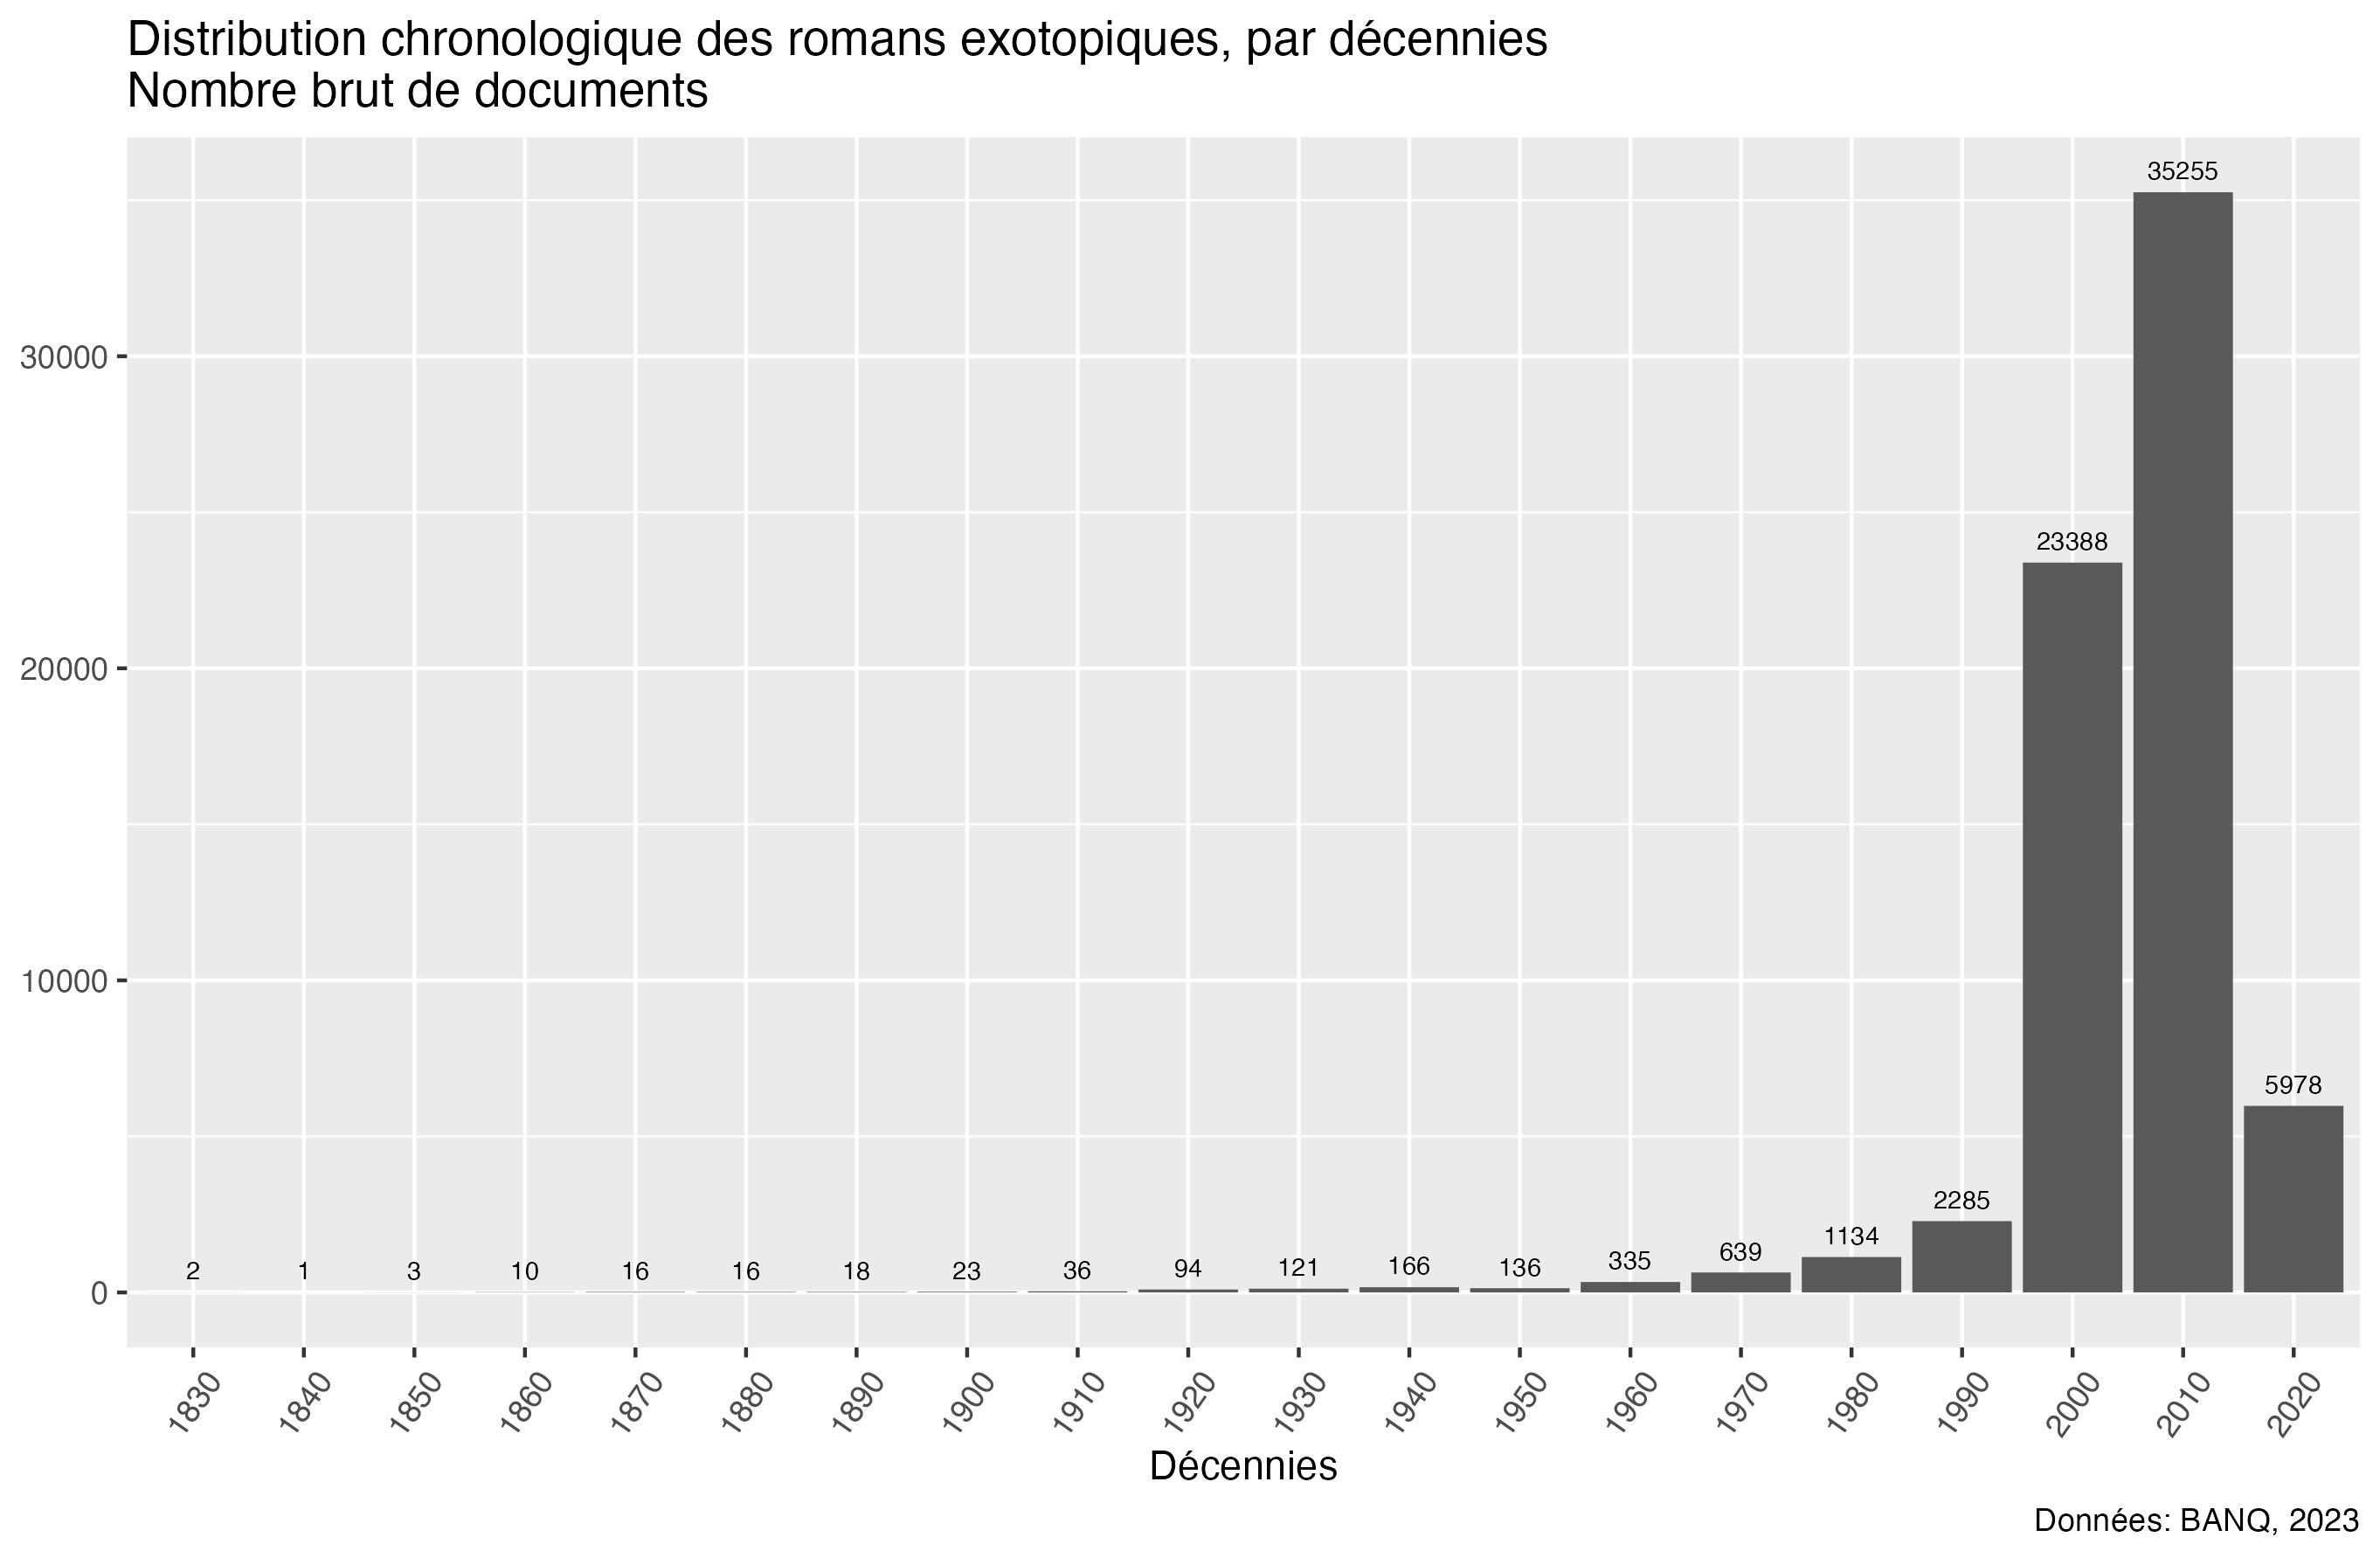 Distribution chronologique des romans exotopiques, par décennies
Nombre brut de documents
35255
30000
23388
20000
10000
5978
2285
1134
639
335
2 1 3 10 16 16 18 23 36 94 121 166 136
0
1830 1840 1850 1860 1870 1880 1890 1900 1910 1920 1930 1940 1950 1960 1970 1980 1990 2000 2010 2020
Décennies
Données: BANQ, 2023